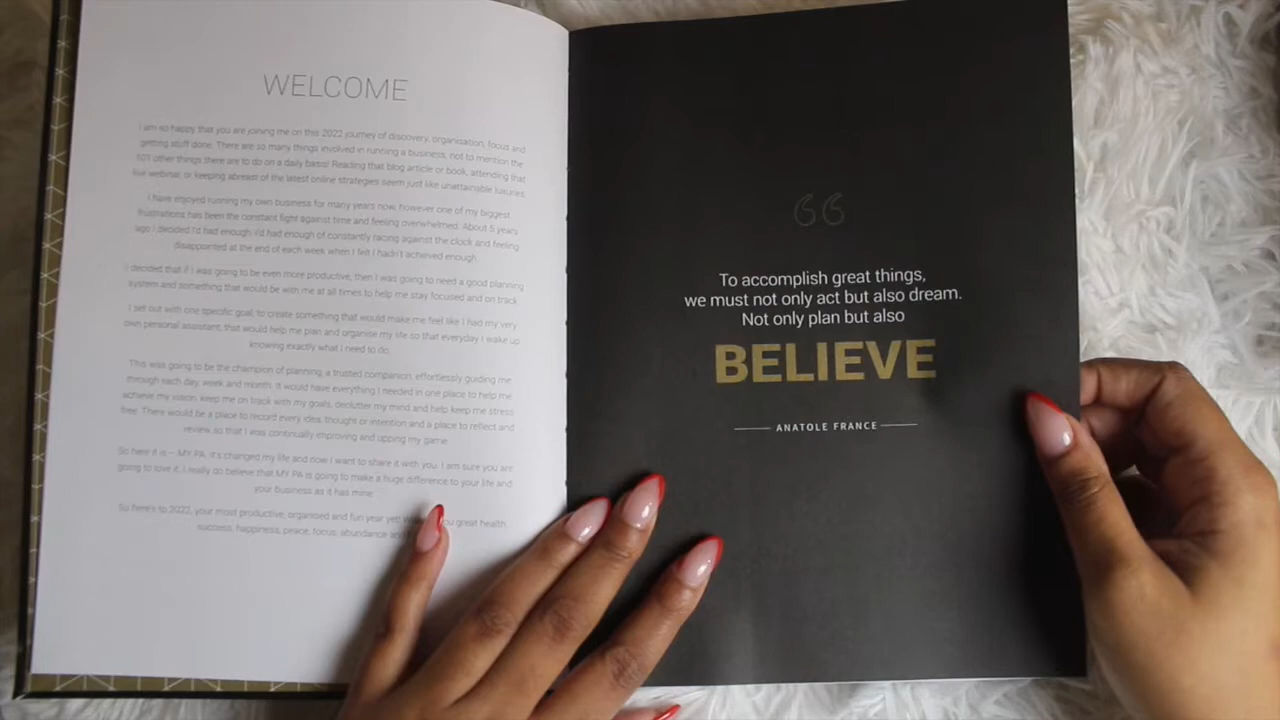 WELCOME
I am so happy that you are joining me on this 2022 journey of discovery, organisation, focus and
getting stuff done. There are so many things involved in running a business, not to mention the
101 other things there are to do on a daily basis! Reading that blog article or book, attending that
live webinar or keeping abreast of the latest online strategies seem just like unattainable luxuries.
I have enjoyed running my own business for many years now, however one of my biggest
frustrations has been the constant fight against time and feeling overwhelmed. About 5 years
ago I decided I'd had enough. I'd had enough of constantly racing against the clock and feeling
disappointed at the end of each week when I felt I hadn't achieved enough.
I decided that if I was going to be even more productive, then I was going to need a good planning
system and something that would be with me at all times to help me stay focused and on track.
I set out with one specific goal, to create something that would make me feel like I had my very
own personal assistant, that would help me plan and organise my life so that everyday I wake up
knowing exactly what I need to do.
This was going to be the champion of planning, a trusted companion, effortlessly guiding me
through each day, week and month. It would have everything I needed in one place to help me
achieve my vision, keep me on track with my goals, declutter my mind and help keep me stress
free. There would be a place to record every idea, thought or intention and a place to reflect and
review so that I was continually improving and upping my game.
So here it is – MY PA, it's changed my life and now I want to share it with you. I am sure you are
going to love it. I really do believe that MY PA is going to make a huge difference to your life and
your business as it has mine.
So here's to 2022, your most productive, organised and fun year yet. great health,
success, happiness, peace, focus, abundance
“
To accomplish great things,
we must not only act but also dream.
Not only plan but also
BELIEVE
ANATOLE FRANCE